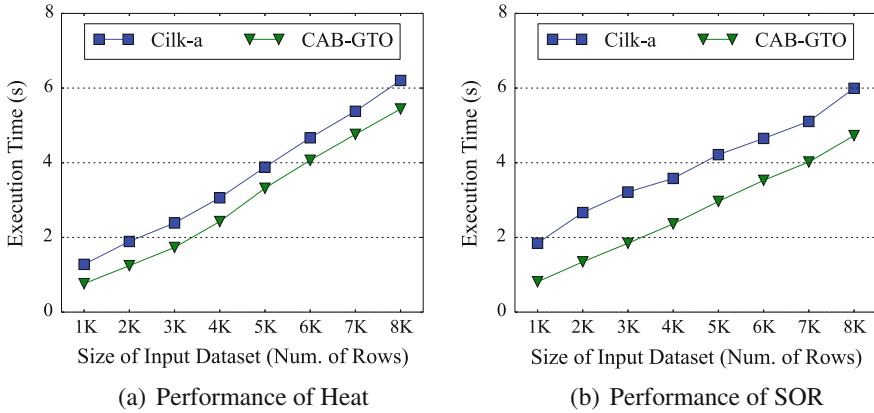 8
6
4
2
0
Execution Time (s)
Cilk-a
CAB-GTO
1K 2K 3K 4K 5K 6K 7K 8K
Size of Input Dataset (Num. of Rows)
(a) Performance of Heat
8
6
4
2
0
Execution Time (s)
Cilk-a
CAB-GTO
1K 2K 3K 4K 5K 6K 7K 8K
Size of Input Dataset (Num. of Rows)
(b) Performance of SOR